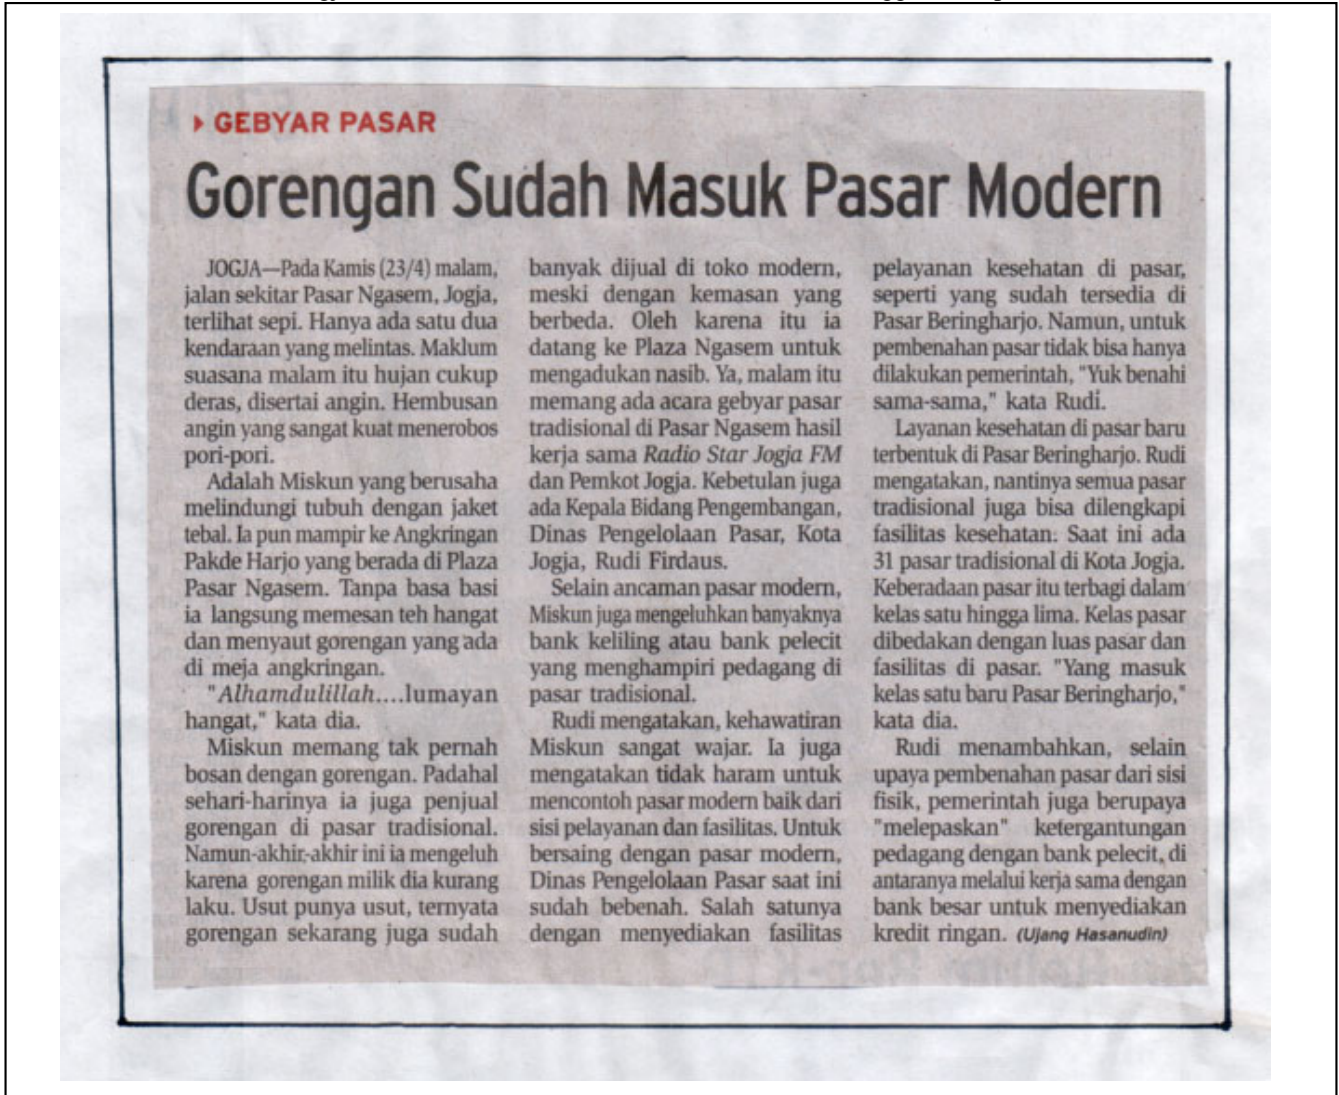 GEBYAR PASAR
Gorengan Sudah Masuk Pasar Modern
JOGJA—Pada Kamis (23/4) malam,
jalan sekitar Pasar Ngasem, Jogja,
terlihat sepi. Hanya ada satu dua
kendaraan yang melintas. Maklum
suasana malam itu hujan cukup
deras, disertai angin. Hembusan
angin yang sangat kuat menerobos
pori-pori.
Adalah Miskun yang berusaha
melindungi tubuh dengan jaket
tebal. Ia pun mampir ke Angkringan
Pakde Harjo yang berada di Plaza
Pasar Ngasem. Tanpa basa basi
ia langsung memesan teh hangat
dan menyaut gorengan yang ada
di meja angkringan.
"Alhamdulillah....lumayan
hangat," kata dia.
Miskun memang tak pernah
bosan dengan gorengan. Padahal
sehari-harinya ia juga penjual
gorengan di pasar tradisional.
Namun-akhir-akhir ini ia mengeluh
karena gorengan milik dia kurang
laku. Usut punya usut, ternyata
gorengan sekarang juga sudah
banyak dijual di toko modern,
meski dengan kemasan yang
berbeda. Oleh karena itu ia
datang ke Plaza Ngasem untuk
mengadukan nasib. Ya, malam itu
memang ada acara gebyar pasar
tradisional di Pasar Ngasem hasil
kerja sama Radio Star Jogja FM
dan Pemkot Jogja. Kebetulan juga
ada Kepala Bidang Pengembangan,
Dinas Pengelolaan Pasar, Kota
Jogja, Rudi Firdaus.
Selain ancaman pasar modern,
Miskun juga mengeluhkan banyaknya
bank keliling atau bank pelecit
yang menghampiri pedagang di
pasar tradisional.
Rudi mengatakan, kehawatiran
Miskun sangat wajar. Ia juga
mengatakan tidak haram untuk
mencontoh pasar modern baik dari
sisi pelayanan dan fasilitas. Untuk
bersaing dengan pasar modern,
Dinas Pengelolaan Pasar saat ini
sudah bebenah. Salah satunya
dengan menyediakan fasilitas
pelayanan kesehatan di pasar,
seperti yang sudah tersedia di
Pasar Beringharjo. Namun, untuk
pembenahan pasar tidak bisa hanya
dilakukan pemerintah, "Yuk benahi
sama-sama," kata Rudi.
Layanan kesehatan di pasar baru
terbentuk di Pasar Beringharjo. Rudi
mengatakan, nantinya semua pasar
tradisional juga bisa dilengkapi
fasilitas kesehatan. Saat ini ada
31 pasar tradisional di Kota Jogja.
Keberadaan pasar itu terbagi dalam
kelas satu hingga lima. Kelas pasar
dibedakan dengan luas pasar dan
fasilitas di pasar. "Yang masuk
kelas satu baru Pasar Beringharjo,"
kata dia.
Rudi menambahkan, selain
upaya pembenahan pasar dari sisi
fisik, pemerintah juga berupaya
"melepaskan" ketergantungan
pedagang dengan bank pelecit, di
antaranya melalui kerja sama dengan
bank besar untuk menyediakan
kredit ringan. (Ujang Hasanudin)